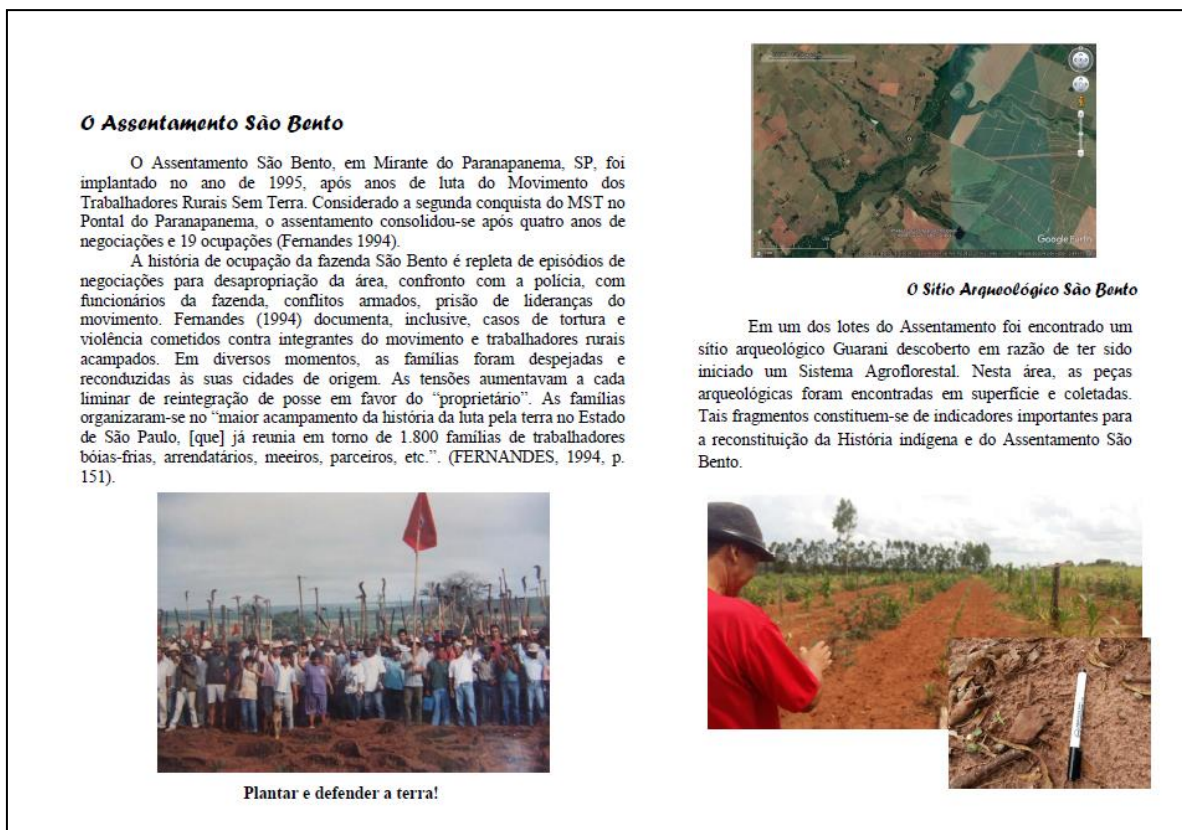 O Assentamento São Bento
O Assentamento São Bento, em Mirante do Paranapanema, SP, foi
implantado no ano de 1995, após anos de luta do Movimento dos
Trabalhadores Rurais Sem Terra. Considerado a segunda conquista do MST no
Pontal do Paranapanema, o assentamento consolidou-se após quatro anos de
negociações e 19 ocupações (Fernandes 1994).
A história de ocupação da fazenda São Bento é repleta de episódios de
negociações para desapropriação da área, confronto com a polícia, com
funcionários da fazenda, conflitos armados, prisão de lideranças do
movimento. Fernandes (1994) documenta, inclusive, casos de tortura e
violência cometidos contra integrantes do movimento e trabalhadores rurais
acampados. Em diversos momentos, as famílias foram despejadas e
reconduzidas às suas cidades de origem. As tensões aumentavam a cada
liminar de reintegração de posse em favor do “proprietário”. As famílias
organizaram-se no “maior acampamento da história da luta pela terra no Estado
de São Paulo, [que] já reunia em torno de 1.800 famílias de trabalhadores
bóias-frias, arrendatários, meeiros, parceiros, etc.”. (FERNANDES, 1994, p.
151).
Plantar e defender a terra!
Google Earth
O Sítio Arqueológico São Bento
Em um dos lotes do Assentamento foi encontrado um
sítio arqueológico Guarani descoberto em razão de ter sido
iniciado um Sistema Agroflorestal. Nesta área, as peças
arqueológicas foram encontradas em superfície e coletadas.
Tais fragmentos constituem-se de indicadores importantes para
a reconstituição da História indígena e do Assentamento São
Bento.